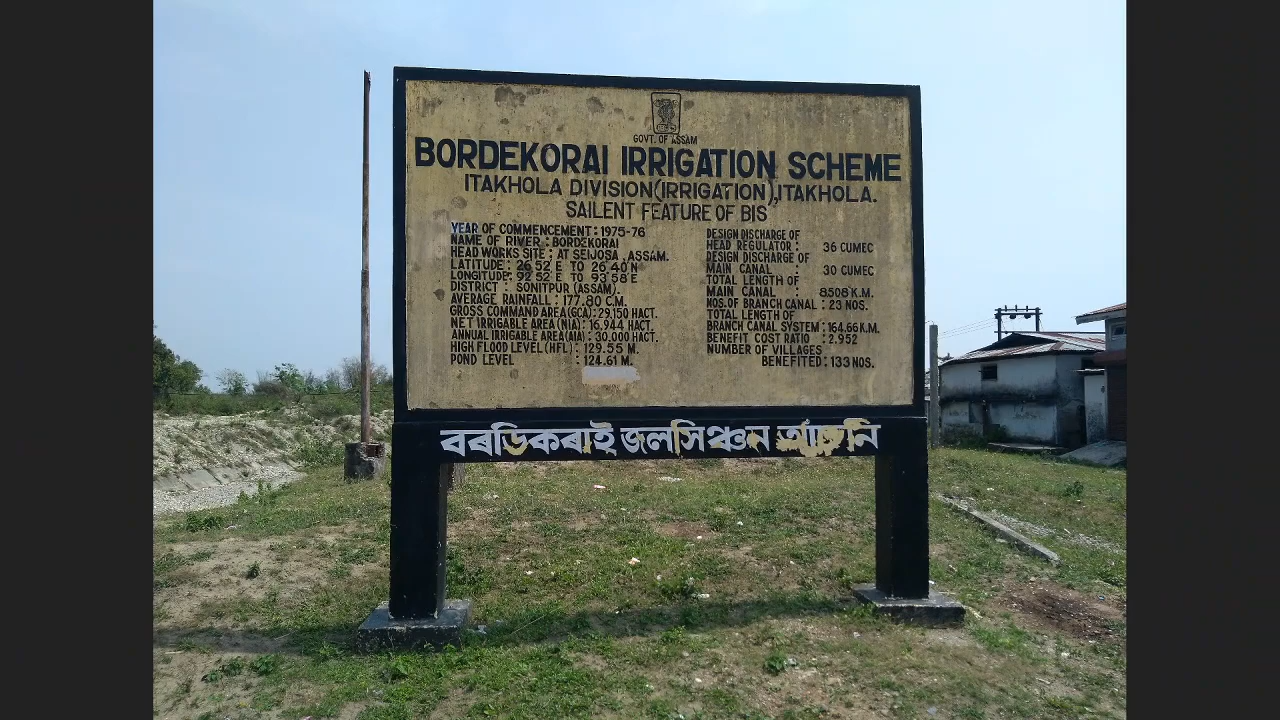 GOVT. OF ASSAM
BORDEKORAI IRRIGATION SCHEME
ITAKHOLA DIVISION(IRRIGATION),ITAKHOLA.
SAILENT FEATURE OF BIS
YEAR OF COMMENCEMENT : 1975-76
NAME OF RIVER : BORDEKORAI
HEAD WORKS SITE : AT SEIJOSA , ASSAM.
LATITUDE : 26°52' E TO 26°40' N
LONGITUDE: 92°52' E TO 93°58' E
DISTRICT : SONITPUR (ASSAM).
AVERAGE RAINFALL : 177.80 C.M.
GROSS COMMAND AREA (GCA) : 29.150 HACT.
NET IRRIGABLE AREA (NIA) : 16,944 HACT.
ANNUAL IRRIGABLE AREA(AIA) : 30.000 HACT.
HIGH FLOOD LEVEL (HFL) : 129.55 M.
POND LEVEL : 124.61 M.
DESIGN DISCHARGE OF
HEAD REGULATOR : 36 CUMEC
DESIGN DISCHARGE OF
MAIN CANAL : 30 CUMEC
TOTAL LENGTH OF
MAIN CANAL : 8.508 K.M.
NOS. OF BRANCH CANAL : 23 NOS.
TOTAL LENGTH OF
BRANCH CANAL SYSTEM : 164.66 K.M.
BENEFIT COST RATIO : 2.952
NUMBER OF VILLAGES
BENEFITED : 133 NOS.
বৰডিকৰাই জলসিঞ্চন আঁচনি